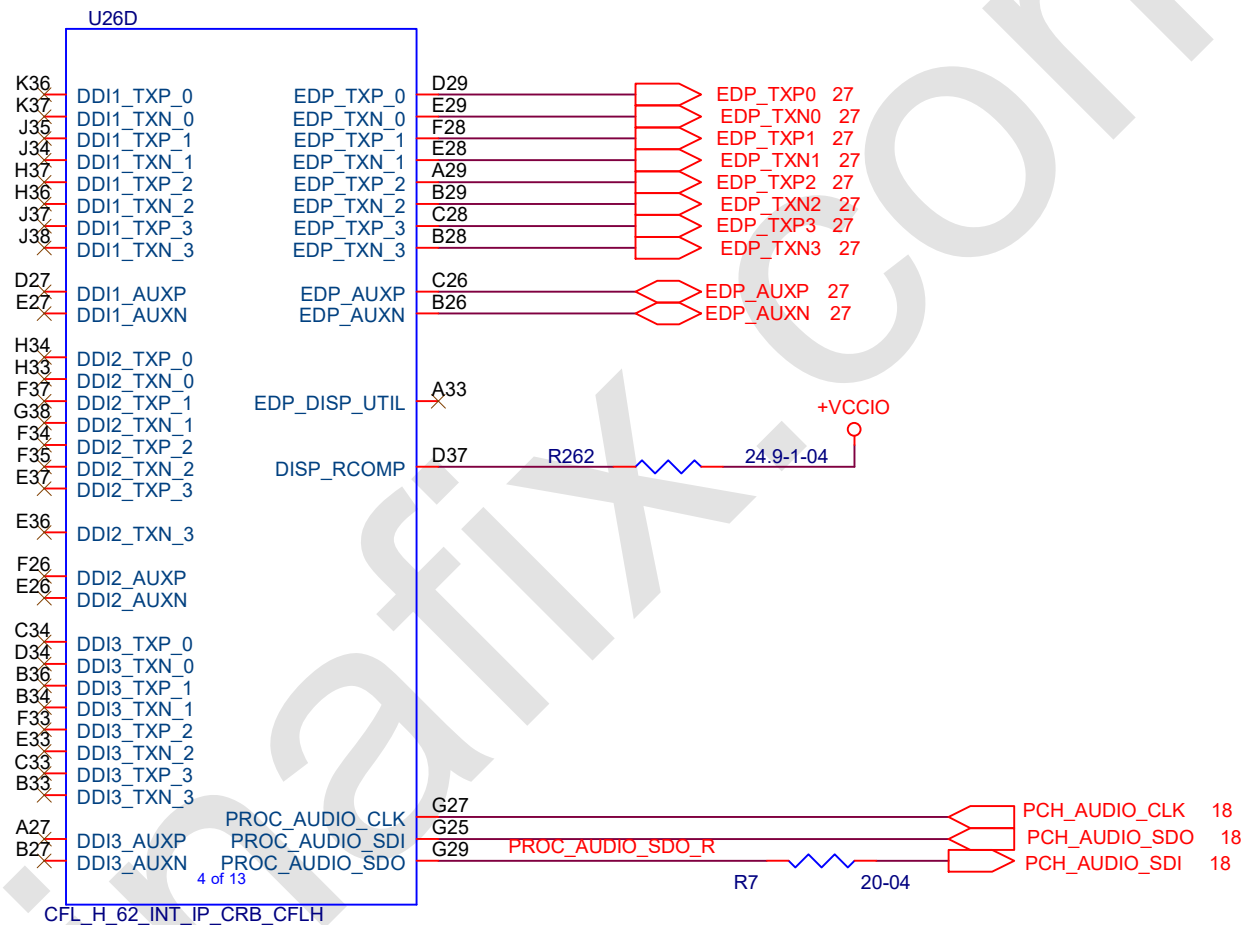 U26D
K36 DDI1_TXP_0 EDP_TXP_0 D29 EDP_TXP0 27
K37 DDI1_TXN_0 EDP_TXN_0 E29 EDP_TXN0 27
J35 DDI1_TXP_1 EDP_TXP_1 F28 EDP_TXP1 27
J34 DDI1_TXN_1 EDP_TXN_1 E28 EDP_TXN1 27
H37 DDI1_TXP_2 EDP_TXP_2 A29 EDP_TXP2 27
H36 DDI1_TXN_2 EDP_TXN_2 B29 EDP_TXN2 27
J37 DDI1_TXP_3 EDP_TXP_3 C28 EDP_TXP3 27
J38 DDI1_TXN_3 EDP_TXN_3 B28 EDP_TXN3 27
D27 DDI1_AUXP EDP_AUXP C26 EDP_AUXP 27
E27 DDI1_AUXN EDP_AUXN B26 EDP_AUXN 27
H34 DDI2_TXP_0
H33 DDI2_TXN_0
F37 DDI2_TXP_1 EDP_DISP_UTIL A33
+VCCIO
G38 DDI2_TXN_1
F34 DDI2_TXP_2
F35 DDI2_TXN_2 DISP_RCOMP D37 R262 24.9-1-04
E37 DDI2_TXP_3
E36 DDI2_TXN_3
F26 DDI2_AUXP
E26 DDI2_AUXN
C34 DDI3_TXP_0
D34 DDI3_TXN_0
B36 DDI3_TXP_1
B34 DDI3_TXN_1
F33 DDI3_TXP_2
E33 DDI3_TXN_2
C33 DDI3_TXP_3
B33 DDI3_TXN_3
PROC_AUDIO_CLK G27 PCH_AUDIO_CLK 18
A27 DDI3_AUXP PROC_AUDIO_SDI G25 PCH_AUDIO_SDO 18
B27 DDI3_AUXN PROC_AUDIO_SDO G29 PROC_AUDIO_SDO_R R7 20-04 PCH_AUDIO_SDI 18
4 of 13
CFL_H_62_INT_IP_CRB_CFLH
inafix.com